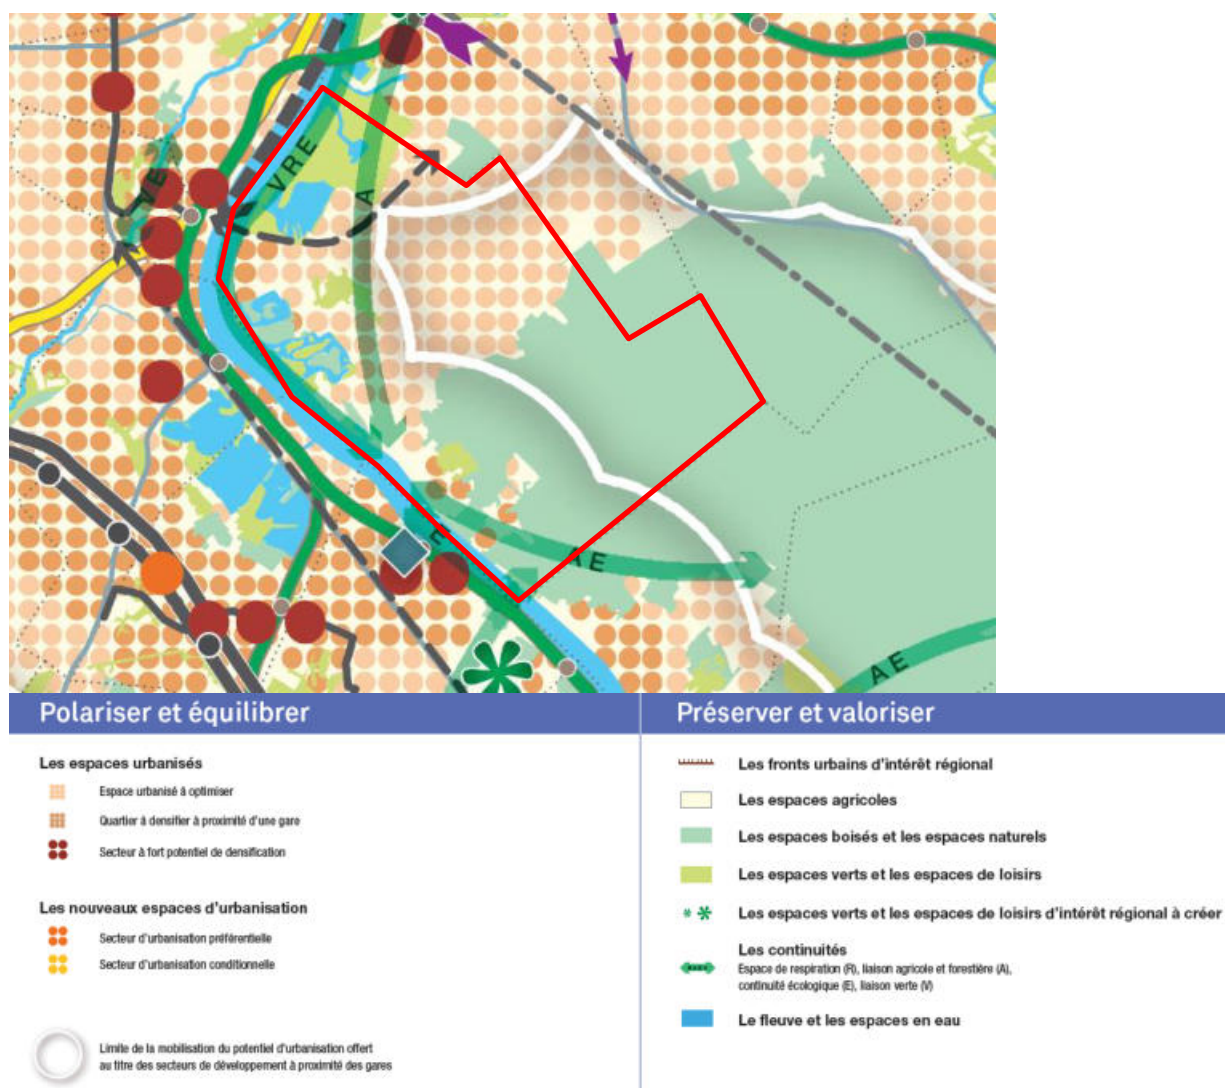 VRE
VE
A
E
AE
AE
Polariser et équilibrer
Les espaces urbanisés
Espace urbanisé à optimiser
Quartier à densifier à proximité d'une gare
Secteur à fort potentiel de densification
Les nouveaux espaces d'urbanisation
Secteur d'urbanisation préférentielle
Secteur d'urbanisation conditionnelle
Limite de la mobilisation du potentiel d'urbanisation offert
au titre des secteurs de développement à proximité des gares
Préserver et valoriser
Les fronts urbains d'intérêt régional
Les espaces agricoles
Les espaces boisés et les espaces naturels
Les espaces verts et les espaces de loisirs
Les espaces verts et les espaces de loisirs d'intérêt régional à créer
Les continuités
Espace de respiration (R), liaison agricole et forestière (A),
continuité écologique (E), liaison verte (V)
Le fleuve et les espaces en eau